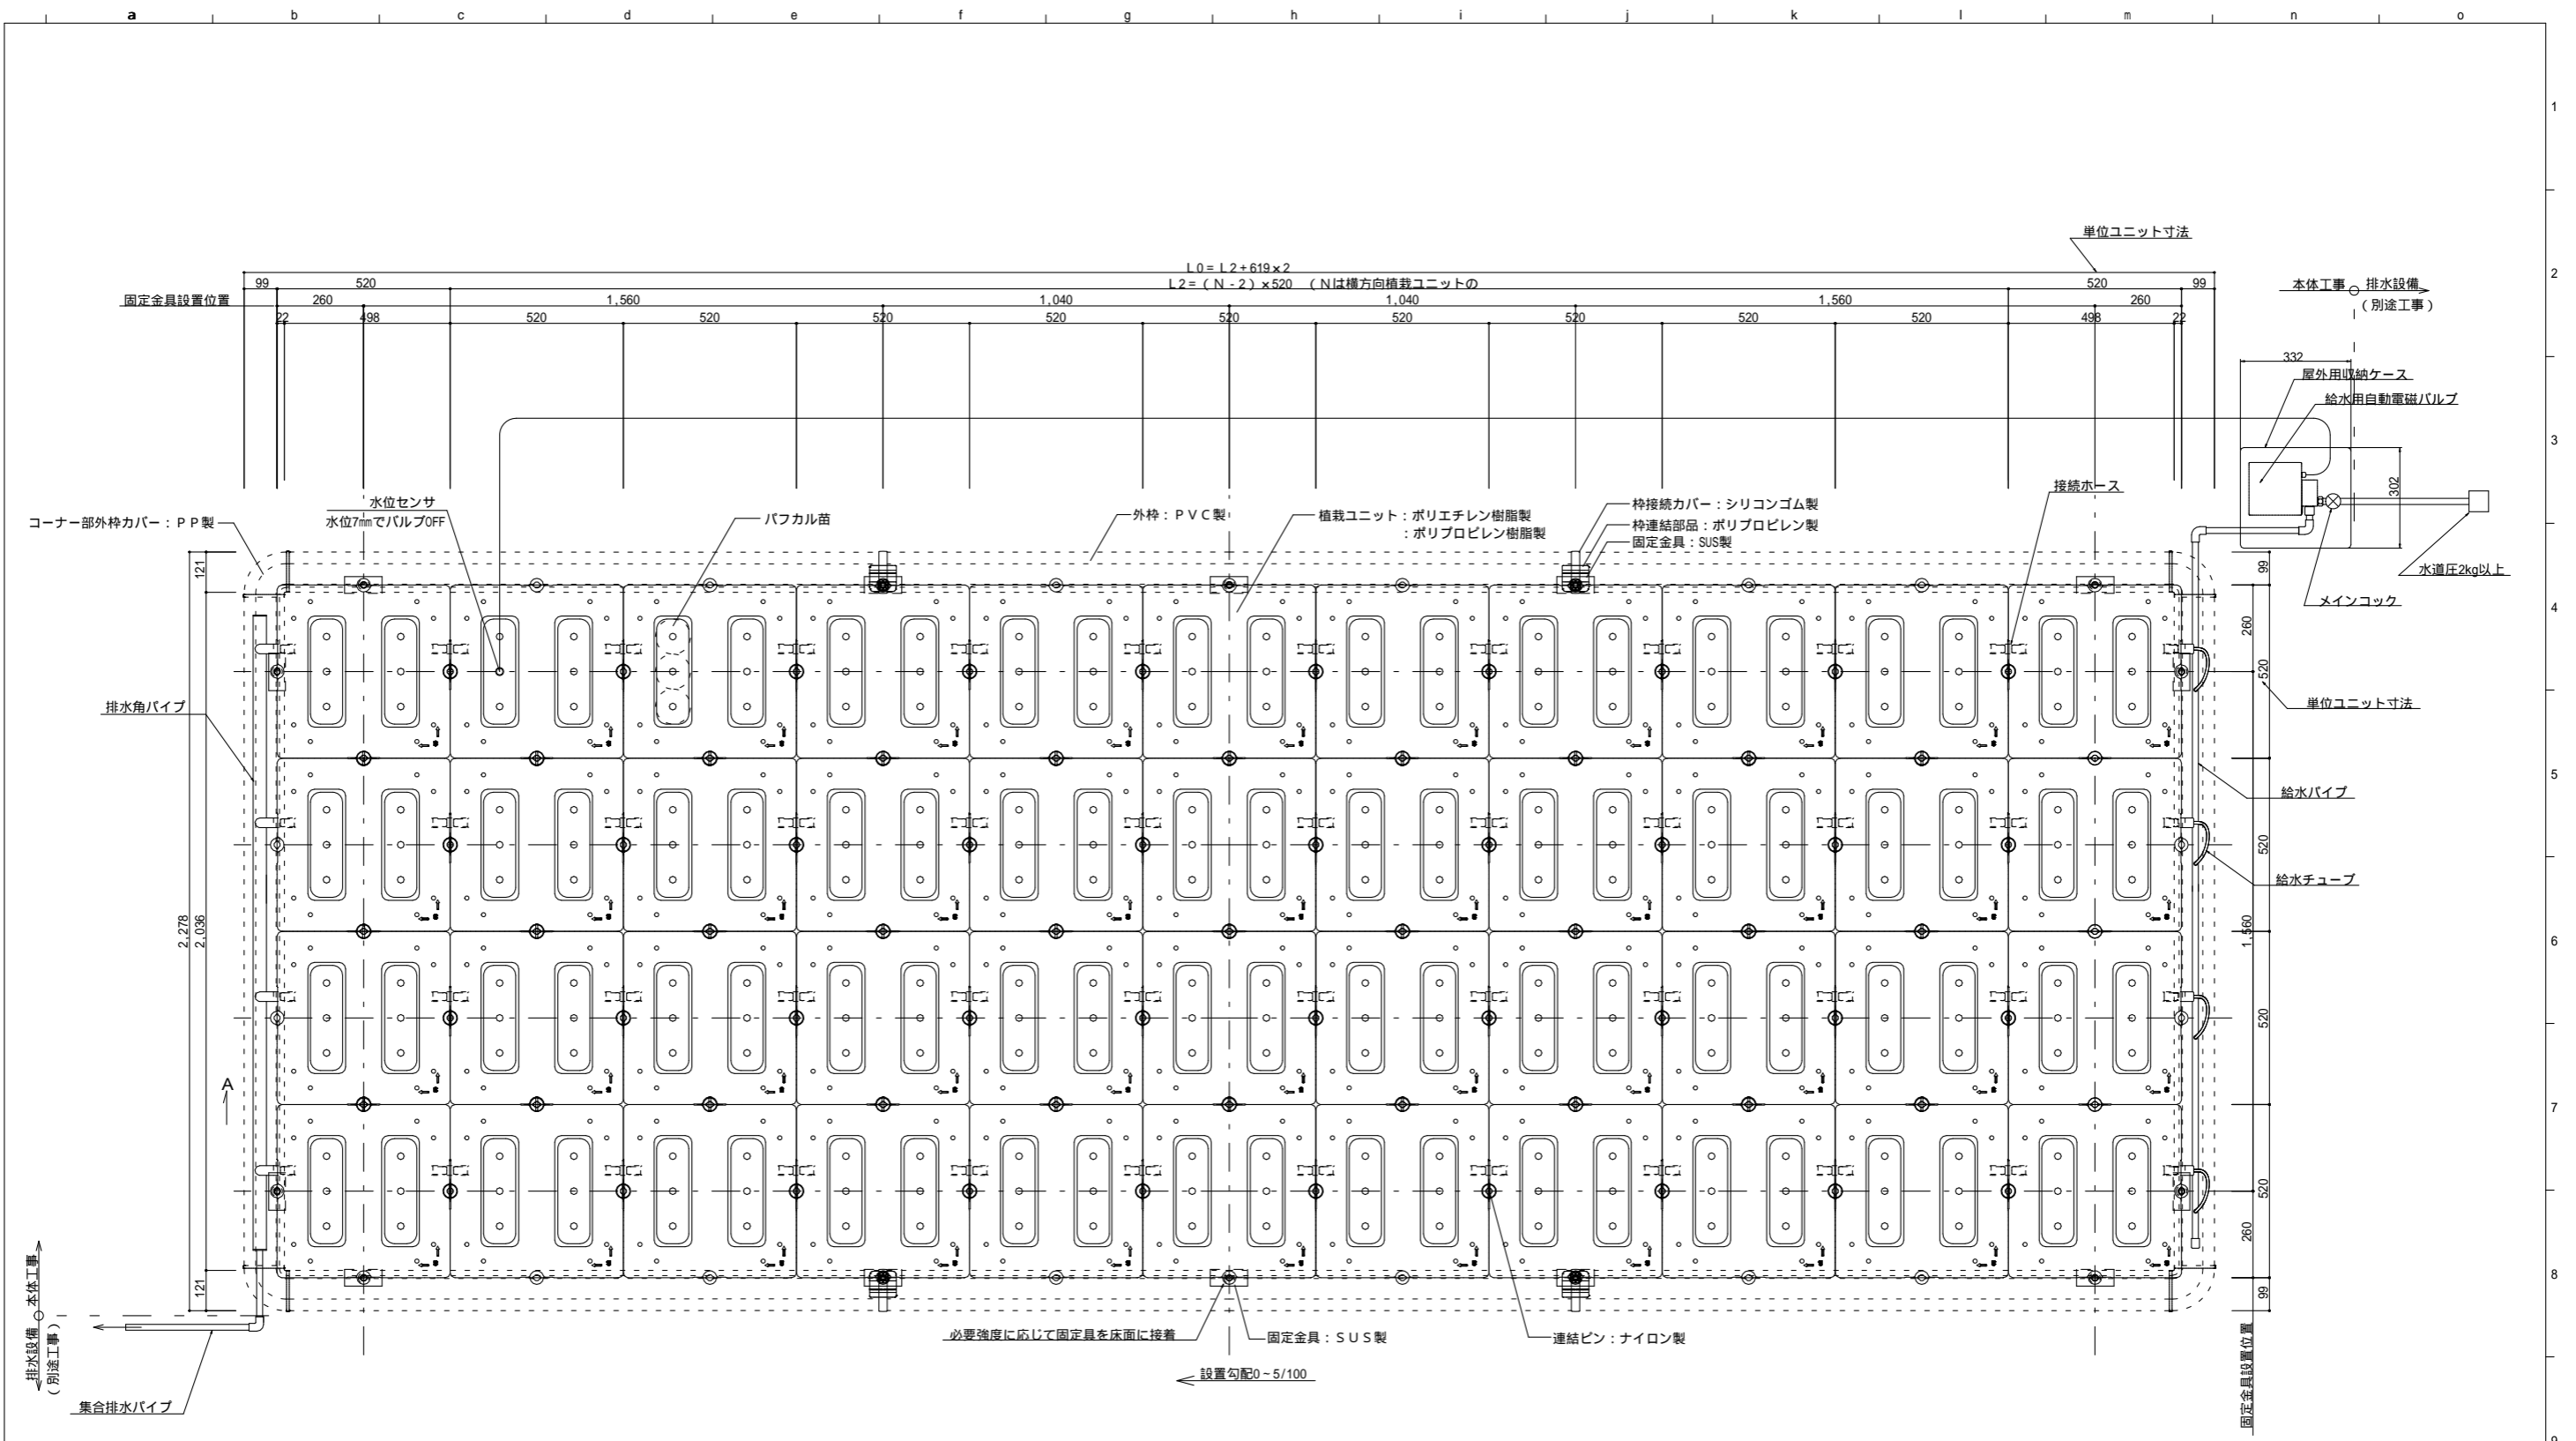 a b c d e f g h i j k l m n o
1
単位ユニット寸法
2
L0= L2+619×2
99 520 L2=(N-2)×520 (Nは横方向植栽ユニットの 520 99
本体工事 排水設備
(別途工事)
固定金具設置位置 260 1,560 1,040 1,040 1,560 260
22 498 520 520 520 520 520 520 520 520 520 498 22
332
屋外用収納ケース
給水用自動電磁バルブ
3
302
水位センサ
水位7mmでバルブOFF
コーナー部外枠カバー:PP製
パフカル苗
外枠:PVC製
植栽ユニット:ポリエチレン樹脂製
:ポリプロピレン樹脂製
枠接続カバー:シリコンゴム製
枠連結部品:ポリプロピレン製
固定金具:SUS製
接続ホース
水道圧2kg以上
メインコック
121
99
4
260
520
排水角パイプ
単位ユニット寸法
5
給水パイプ
520
給水チューブ
2,278
2,036
1,560
6
520
A
7
520
260
121
99
8
排水設備 本体工事
(別途工事)
必要強度に応じて固定具を床面に接着
固定金具:SUS製
連結ピン:ナイロン製
設置勾配0~5/100
集合排水パイプ
固定金具設置位置
9